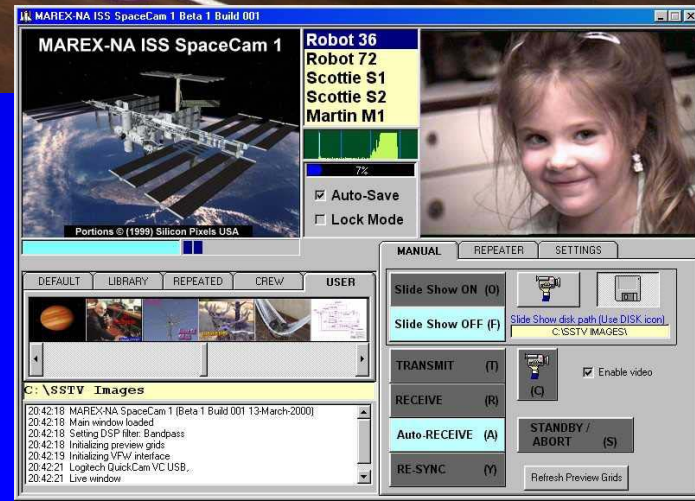 MAREX-NA ISS SpaceCam 1 Beta 1 Build 001
MAREX-NA ISS SpaceCam 1
Portions © (1999) Silicon Pixels USA
Robot 36
Robot 72
Scottie S1
Scottie S2
Martin M1
7%
Auto-Save
Lock Mode
DEFAULT LIBRARY REPEATED CREW USER
C:\SSTV Images
20:42:18 MAREX-NA SpaceCam 1 (Beta 1 Build 001 13-March-2000)
20:42:18 Main window loaded
20:42:18 Setting DSP filter: Bandpass
20:42:18 Initializing preview grids
20:42:19 Initializing VFW interface
20:42:21 Logitech QuickCam VC USB,
20:42:21 Live window
MANUAL REPEATER SETTINGS
Slide Show ON (O)
Slide Show OFF (F)
Slide Show disk path (Use DISK icon)
C:\SSTV IMAGES\
TRANSMIT (T)
RECEIVE (R)
Auto-RECEIVE (A)
RE-SYNC (Y)
(C)
Enable video
STANDBY /
ABORT (S)
Refresh Preview Grids